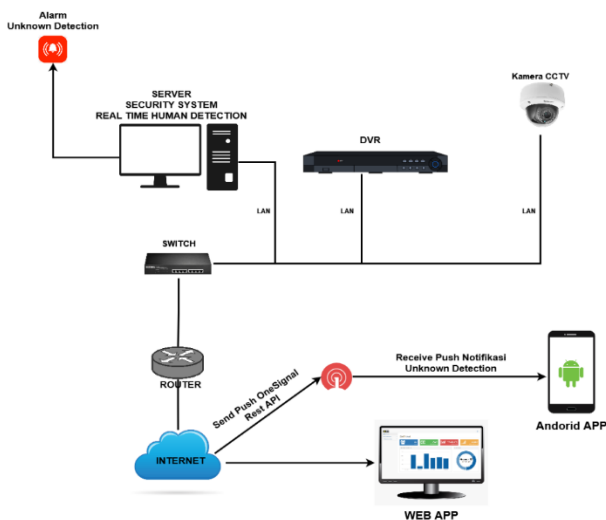 Alarm
Unknown Detection
SERVER
SECURITY SYSTEM
REAL TIME HUMAN DETECTION
Kamera CCTV
DVR
LAN
LAN
LAN
SWITCH
ROUTER
Send Push OneSignal
Rest API
Receive Push Notifikasi
Unknown Detection
Andorid APP
INTERNET
WEB APP